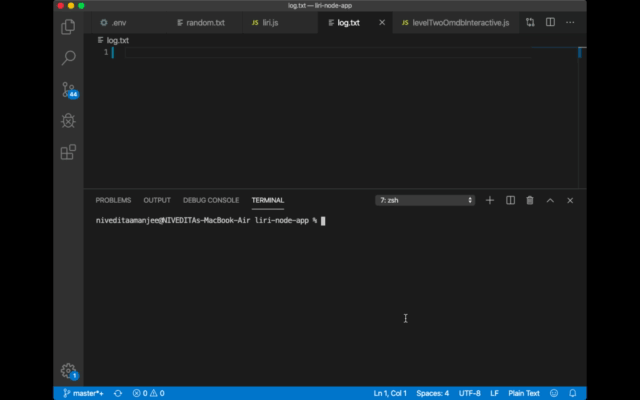 log.txt — liri-node-app
.env random.txt JS liri.js log.txt JS levelTwoOmdbInteractive.js
log.txt
1
44
PROBLEMS OUTPUT DEBUG CONSOLE TERMINAL 7: zsh
niveditaamanjee@NIVEDITAs-MacBook-Air liri-node-app %
1
master*+ 0 0 Ln 1, Col 1 Spaces: 4 UTF-8 LF Plain Text